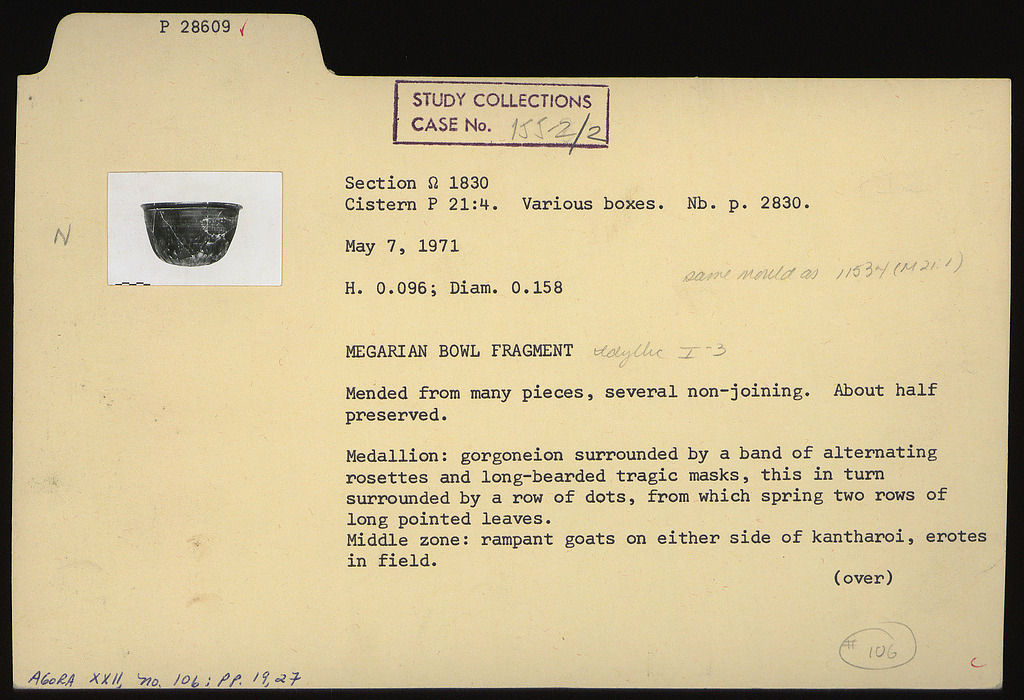 P 28609 ✓
STUDY COLLECTIONS
CASE No. 1552/2
Section Ω 1830
Cistern P 21:4. Various boxes. Nb. p. 2830.
N
May 7, 1971
same mould as 11534 (M 21:1)
H. 0.096; Diam. 0.158
MEGARIAN BOWL FRAGMENT Idyllic I-3
Mended from many pieces, several non-joining. About half
preserved.
Medallion: gorgoneion surrounded by a band of alternating
rosettes and long-bearded tragic masks, this in turn
surrounded by a row of dots, from which spring two rows of
long pointed leaves.
Middle zone: rampant goats on either side of kantharoi, erotes
in field.
(over)
# 106
C
AGORA XXII, no. 106; pp. 19, 27